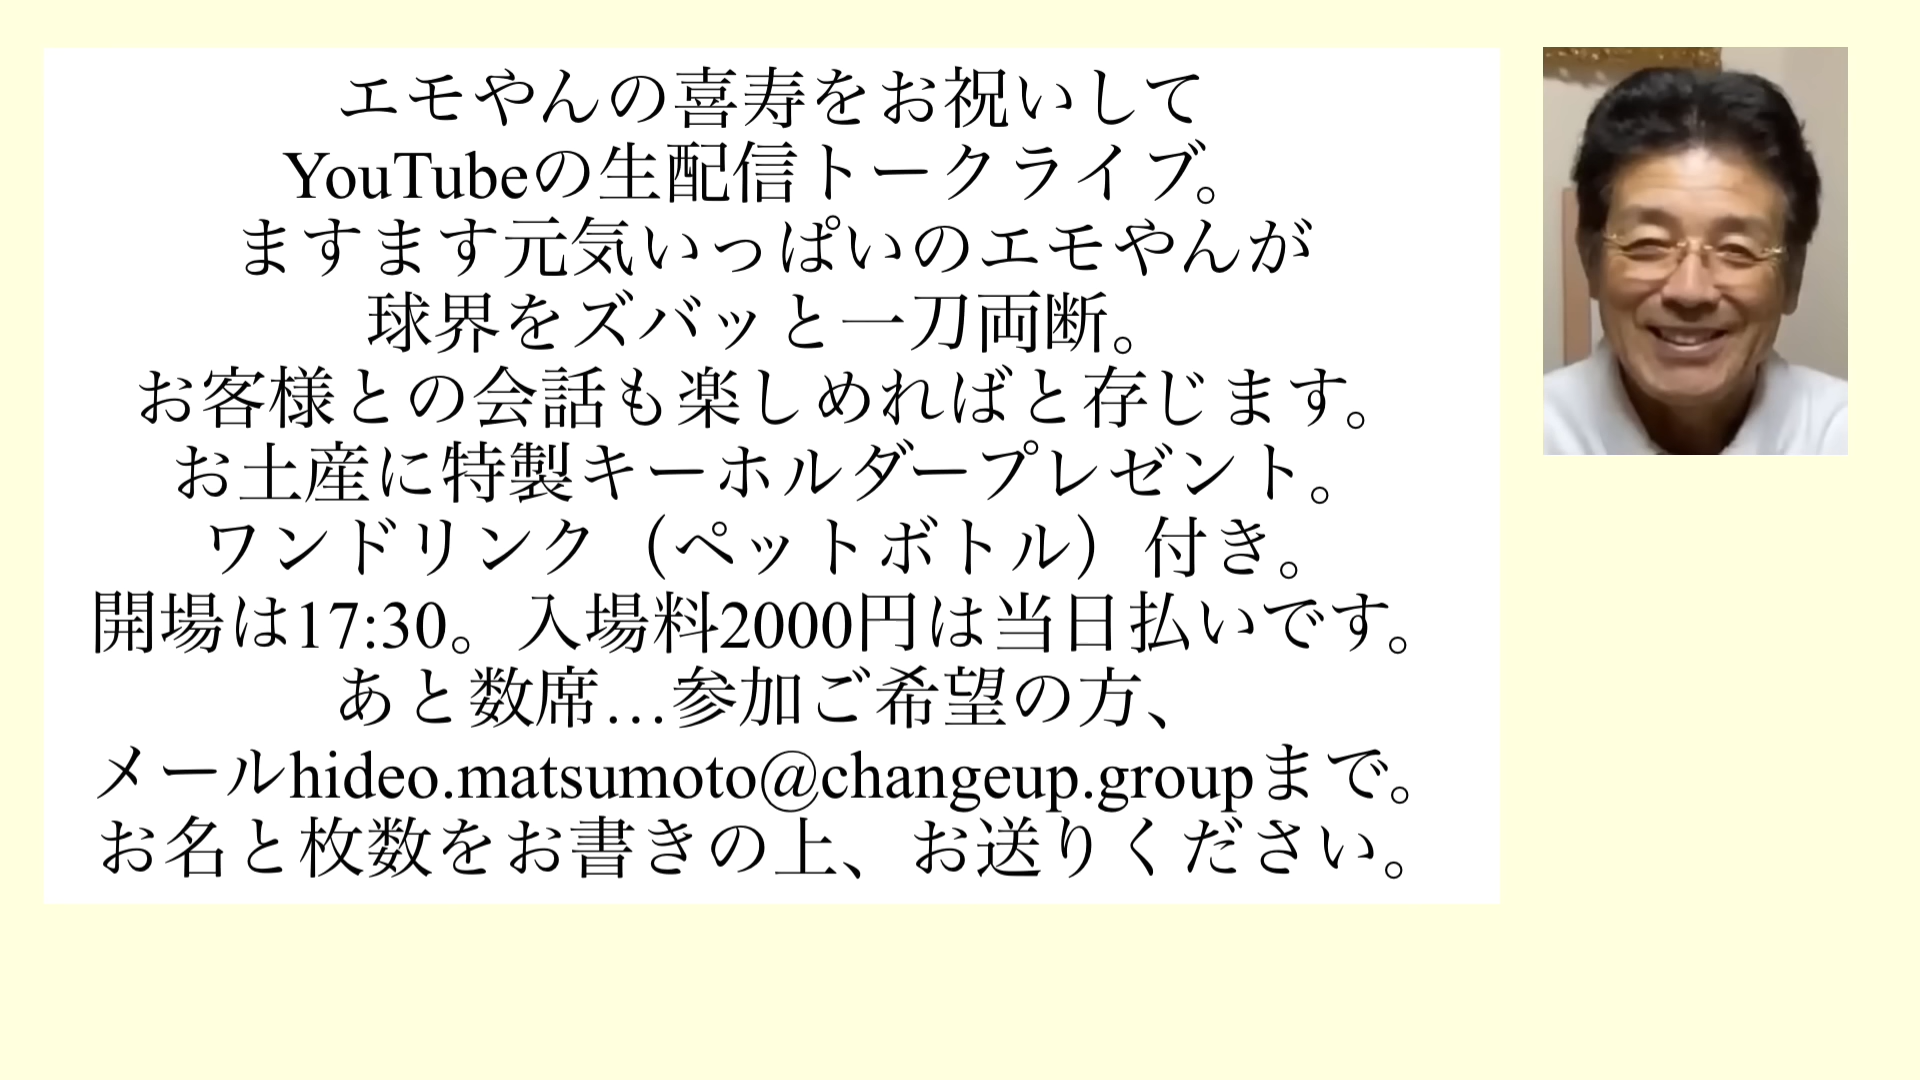 エモやんの喜寿をお祝いして
YouTubeの生配信トークライブ。
ますます元気いっぱいのエモやんが
球界をズバッと一刀両断。
お客様との会話も楽しめればと存じます。
お土産に特製キーホルダープレゼント。
ワンドリンク（ペットボトル）付き。
開場は17:30。入場料2000円は当日払いです。
あと数席…参加ご希望の方、
メールhideo.matsumoto@changeup.groupまで。
お名と枚数をお書きの上、お送りください。